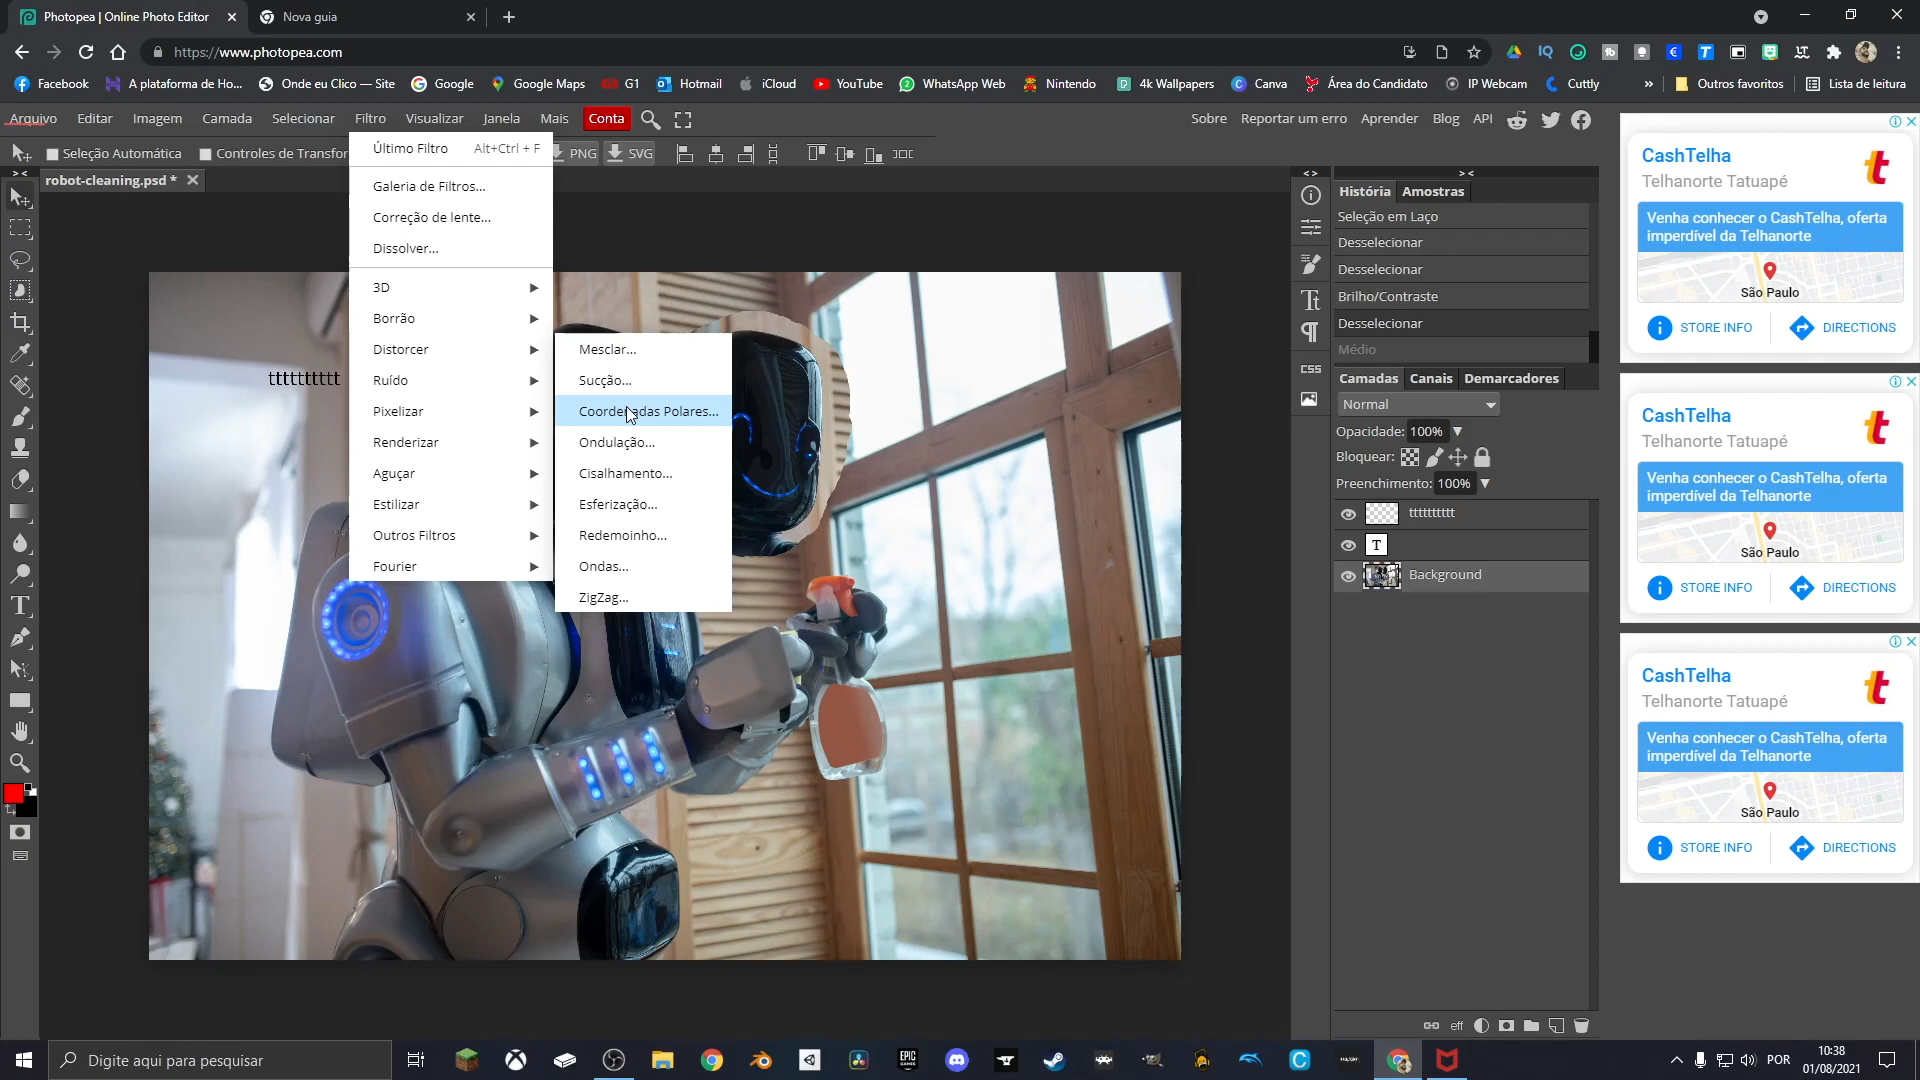 Photopea | Online Photo Editor
Nova guia
https://www.photopea.com
Facebook
A plataforma de Ho...
Onde eu Clico — Site
Google
Google Maps
G1
Hotmail
iCloud
YouTube
WhatsApp Web
Nintendo
4k Wallpapers
Canva
Área do Candidato
IP Webcam
Cuttly
»
Outros favoritos
Lista de leitura
Arquivo Editar Imagem Camada Selecionar Filtro Visualizar Janela Mais Conta
Sobre Reportar um erro Aprender Blog API
Seleção Automática
Controles de Transfor
PNG
SVG
robot-cleaning.psd *
Último Filtro Alt+Ctrl + F
Galeria de Filtros...
Correção de lente...
Dissolver...
3D
Borrão
Distorcer
Ruído
Pixelizar
Renderizar
Aguçar
Estilizar
Outros Filtros
Fourier
Mesclar...
Sucção...
Coordenadas Polares...
Ondulação...
Cisalhamento...
Esferização...
Redemoinho...
Ondas...
ZigZag...
tttttttttt
CSS
História Amostras
Seleção em Laço
Desselecionar
Desselecionar
Brilho/Contraste
Desselecionar
Médio
Camadas Canais Demarcadores
Normal
Opacidade: 100%
Bloquear:
Preenchimento: 100%
tttttttttt
T
Background
eff
CashTelha
Telhanorte Tatuapé
Venha conhecer o CashTelha, oferta
imperdível da Telhanorte
São Paulo
STORE INFO
DIRECTIONS
CashTelha
Telhanorte Tatuapé
Venha conhecer o CashTelha, oferta
imperdível da Telhanorte
São Paulo
STORE INFO
DIRECTIONS
CashTelha
Telhanorte Tatuapé
Venha conhecer o CashTelha, oferta
imperdível da Telhanorte
São Paulo
STORE INFO
DIRECTIONS
Digite aqui para pesquisar
EPIC
GAMES
POR
10:38
01/08/2021